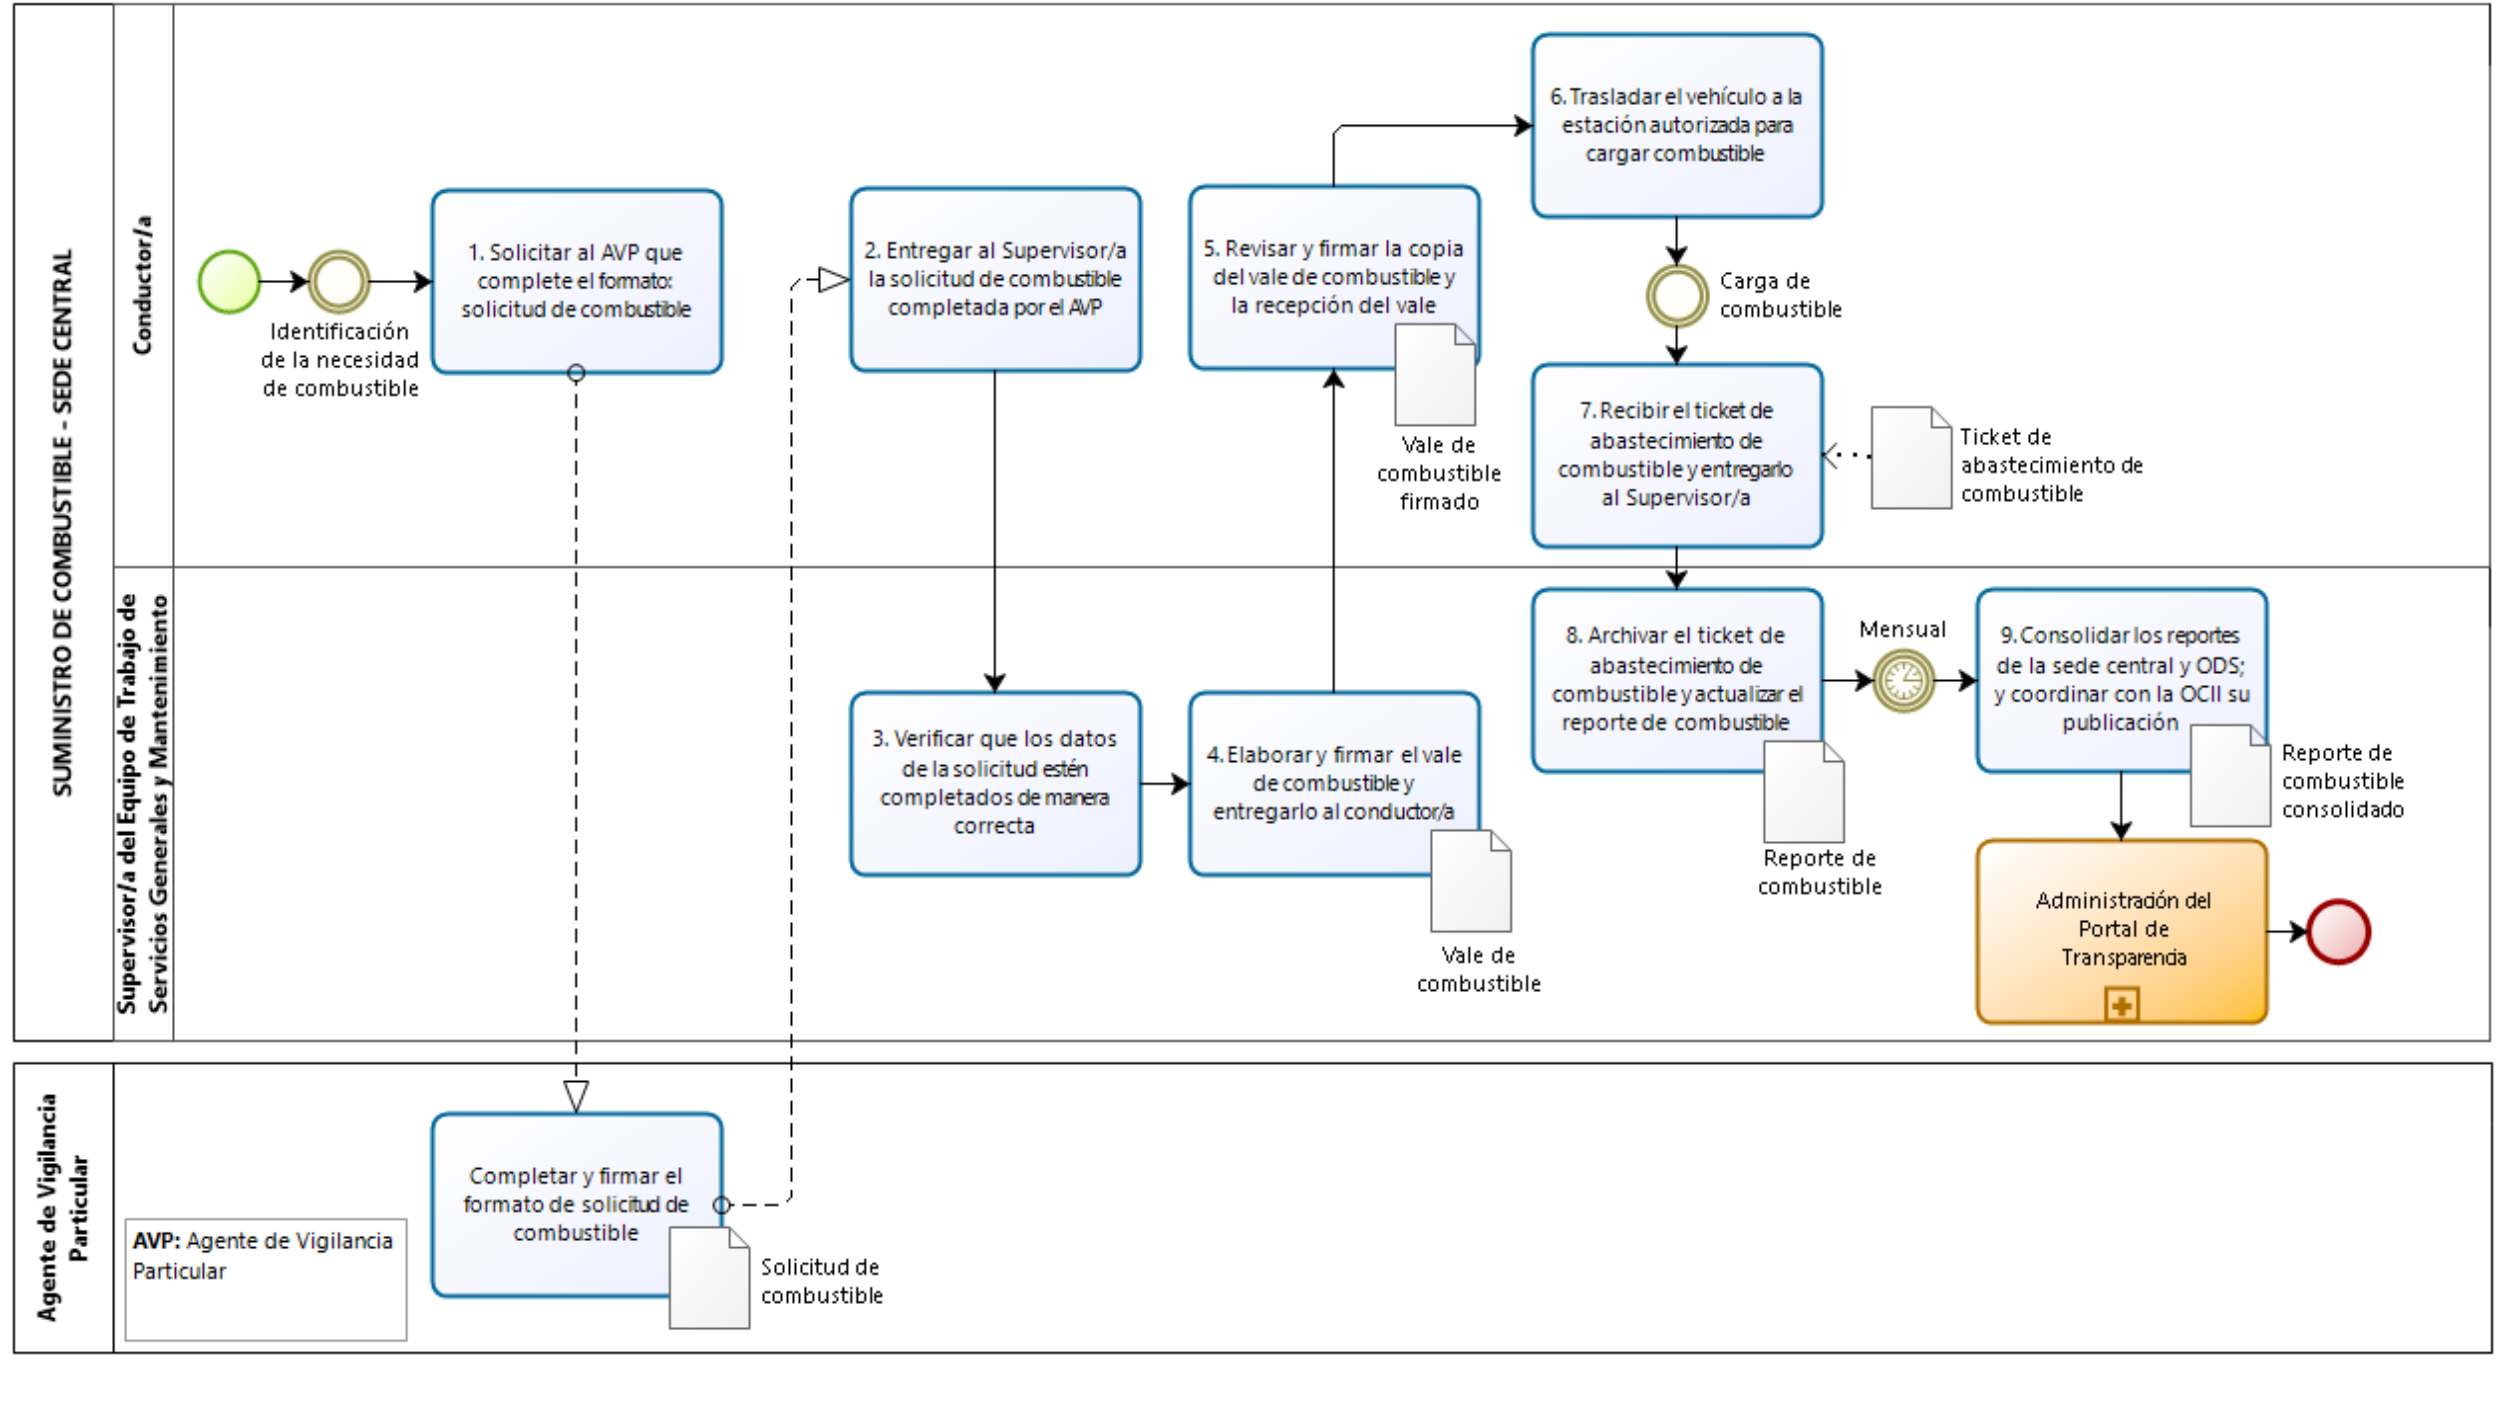 SUMINISTRO DE COMBUSTIBLE - SEDE CENTRAL
Conductor/a
Identificación
de la necesidad
de combustible
1. Solicitar al AVP que
complete el formato:
solicitud de combustible
2. Entregar al Supervisor/a
la solicitud de combustible
completada por el AVP
5. Revisar y firmar la copia
del vale de combustible y
la recepción del vale
Vale de
combustible
firmado
6. Trasladar el vehículo a la
estación autorizada para
cargar combustible
Carga de
combustible
7. Recibir el ticket de
abastecimiento de
combustible y entregarlo
al Supervisor/a
Ticket de
abastecimiento de
combustible
Supervisor/a del Equipo de Trabajo de
Servicios Generales y Mantenimiento
3. Verificar que los datos
de la solicitud estén
completados de manera
correcta
4. Elaborar y firmar el vale
de combustible y
entregarlo al conductor/a
Vale de
combustible
8. Archivar el ticket de
abastecimiento de
combustible y actualizar el
reporte de combustible
Reporte de
combustible
Mensual
9. Consolidar los reportes
de la sede central y ODS;
y coordinar con la OCII su
publicación
Reporte de
combustible
consolidado
Administración del
Portal de
Transparencia
Agente de Vigilancia
Particular
AVP: Agente de Vigilancia
Particular
Completar y firmar el
formato de solicitud de
combustible
Solicitud de
combustible